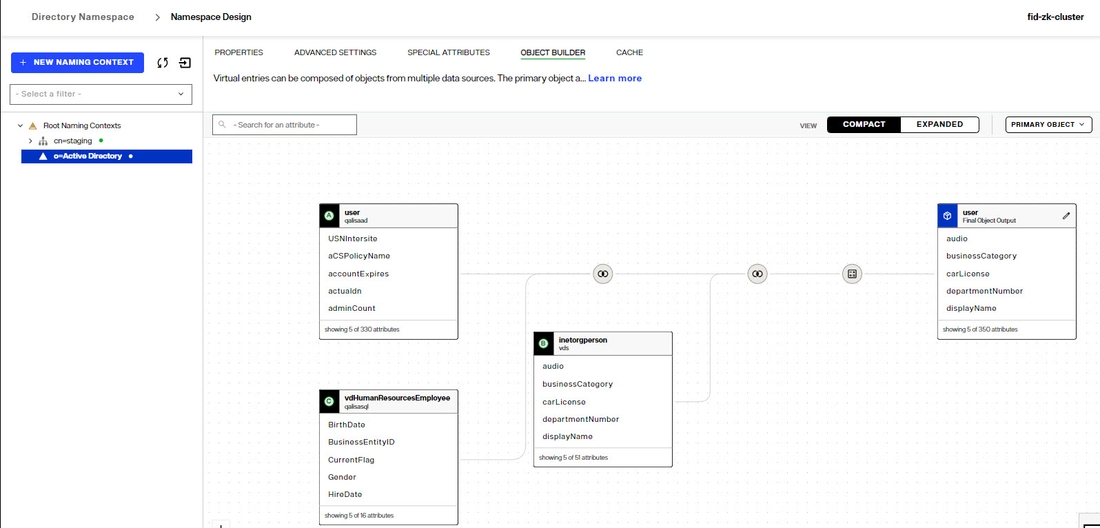 Directory Namespace > Namespace Design
fid-zk-cluster
+ NEW NAMING CONTEXT
- Select a filter -
Root Naming Contexts
cn=staging
o=Active Directory
PROPERTIES
ADVANCED SETTINGS
SPECIAL ATTRIBUTES
OBJECT BUILDER
CACHE
Virtual entries can be composed of objects from multiple data sources. The primary object a... Learn more
- Search for an attribute -
VIEW
COMPACT
EXPANDED
PRIMARY OBJECT
A
user
qalisaad
USNIntersite
aCSPolicyName
accountExpires
actualdn
adminCount
showing 5 of 330 attributes
C
vdHumanResourcesEmployee
qalisasql
BirthDate
BusinessEntityID
CurrentFlag
Gender
HireDate
showing 5 of 16 attributes
B
inetorgperson
vds
audio
businessCategory
carLicense
departmentNumber
displayName
showing 5 of 51 attributes
user
Final Object Output
audio
businessCategory
carLicense
departmentNumber
displayName
showing 5 of 350 attributes